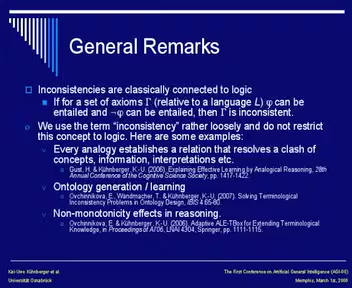 General Remarks
Inconsistencies are classically connected to logic
If for a set of axioms Γ (relative to a language L) φ can be
entailed and ¬φ can be entailed, then Γ is inconsistent.
We use the term “inconsistency” rather loosely and do not restrict
this concept to logic. Here are some examples:
Every analogy establishes a relation that resolves a clash of
concepts, information, interpretations etc.
Gust, H. & Kühnberger, K.-U. (2006). Explaining Effective Learning by Analogical Reasoning, 28th
Annual Conference of the Cognitive Science Society, pp. 1417-1422.
Ontology generation / learning
Ovchinnikova, E., Wandmacher, T. & Kühnberger, K.-U. (2007). Solving Terminological
Inconsistency Problems in Ontology Design, IBIS 4:65-80.
Non-monotonicity effects in reasoning.
Ovchinnikova, E. & Kühnberger, K.-U. (2006). Adaptive ALE-TBox for Extending Terminological
Knowledge, in Proceedings of AI'06, LNAI 4304, Springer, pp. 1111-1115.
Kai-Uwe Kühnberger et al.
Universität Osnabrück
The First Conference on Artificial General Intelligence (AGI-08)
Memphis, March 1st, 2008